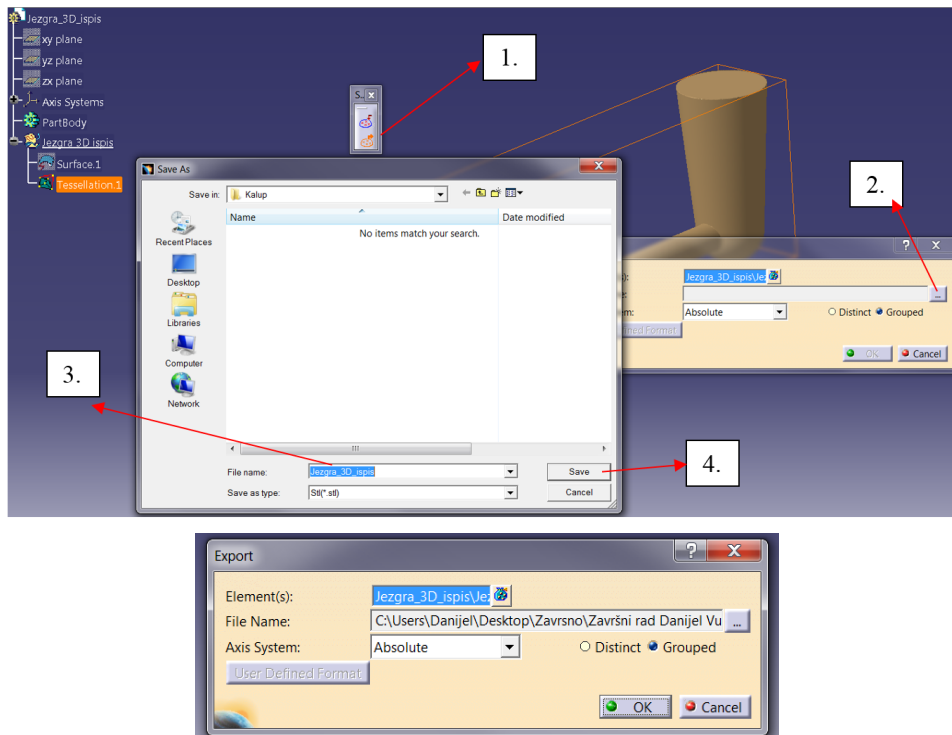 Jezgra_3D_ispis
xy plane
yz plane
zx plane
Axis Systems
PartBody
Jezgra 3D ispis
Surface.1
Tessellation.1
1.
S..
Save As
Save in:
Kalup
Name
Date modified
No items match your search.
Recent Places
Desktop
Libraries
Computer
Network
File name:
Jezgra_3D_ispis
Save
Save as type:
Stl(*.stl)
Cancel
2.
Jezgra_3D_ispis\Je
...
Absolute
Distinct
Grouped
OK
Cancel
3.
4.
Export
Element(s):
Jezgra_3D_ispis\Je
File Name:
C:\Users\Danijel\Desktop\Zavrsno\Završni rad Danijel Vu
...
Axis System:
Absolute
Distinct
Grouped
User Defined Format
OK
Cancel